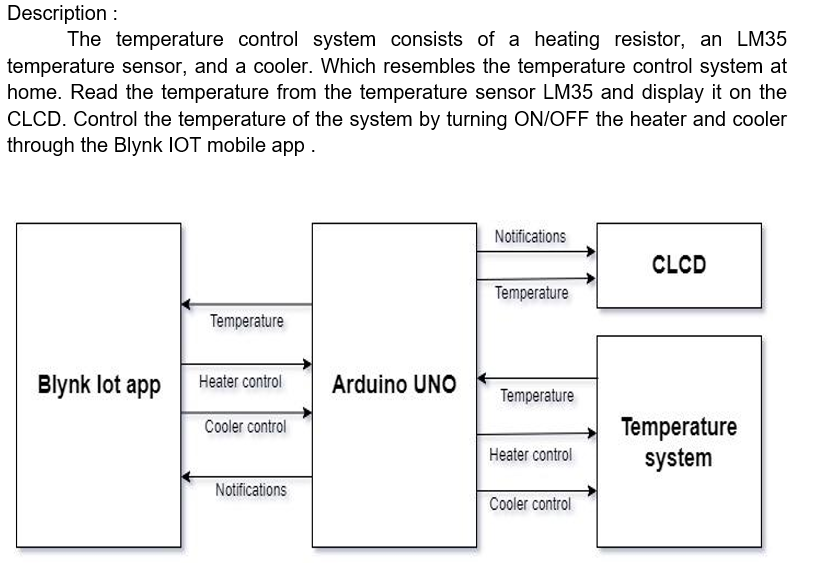 Description :
The temperature control system consists of a heating resistor, an LM35
temperature sensor, and a cooler. Which resembles the temperature control system at
home. Read the temperature from the temperature sensor LM35 and display it on the
CLCD. Control the temperature of the system by turning ON/OFF the heater and cooler
through the Blynk IOT mobile app .
Blynk Iot app
Temperature
Heater control
Cooler control
Notifications
Arduino UNO
Notifications
Temperature
CLCD
Temperature
Heater control
Cooler control
Temperature
system